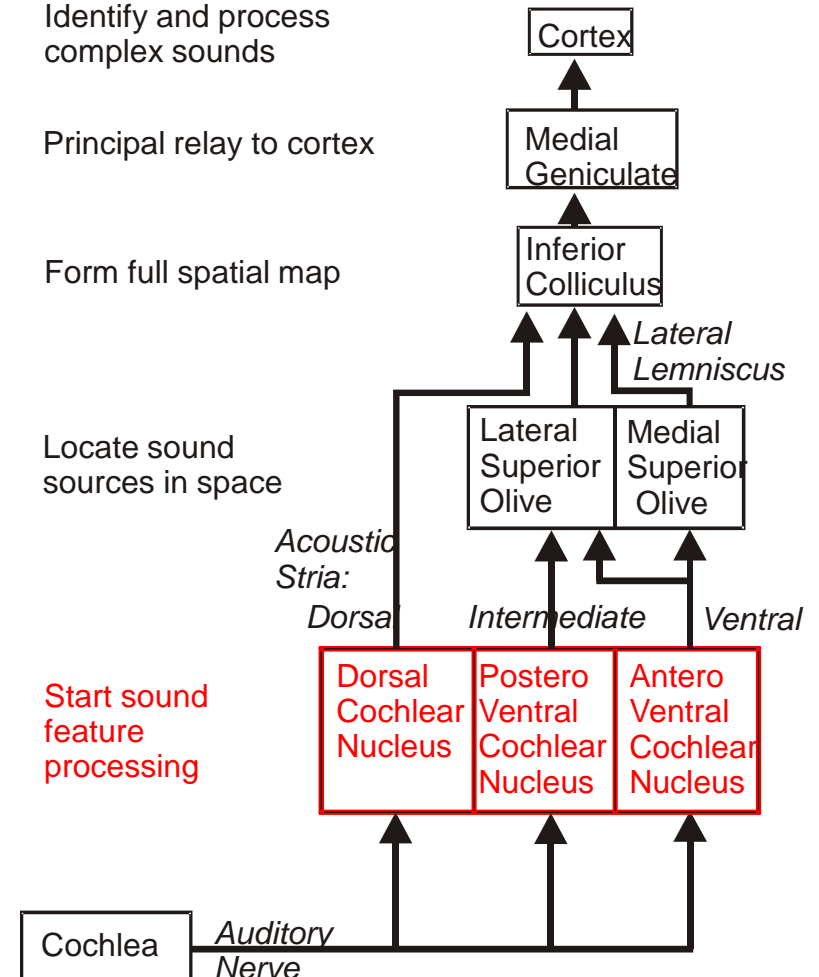 Identify and process
complex sounds
Cortex
Principal relay to cortex
Medial
Geniculate
Form full spatial map
Inferior
Colliculus
Lateral
Lemniscus
Locate sound
sources in space
Lateral
Superior
Olive
Medial
Superior
Olive
Acoustic
Stria:
Dorsal
Intermediate
Ventral
Start sound
feature
processing
Dorsal
Cochlear
Nucleus
Postero
Ventral
Cochlear
Nucleus
Antero
Ventral
Cochlear
Nucleus
Cochlea
Auditory
Nerve